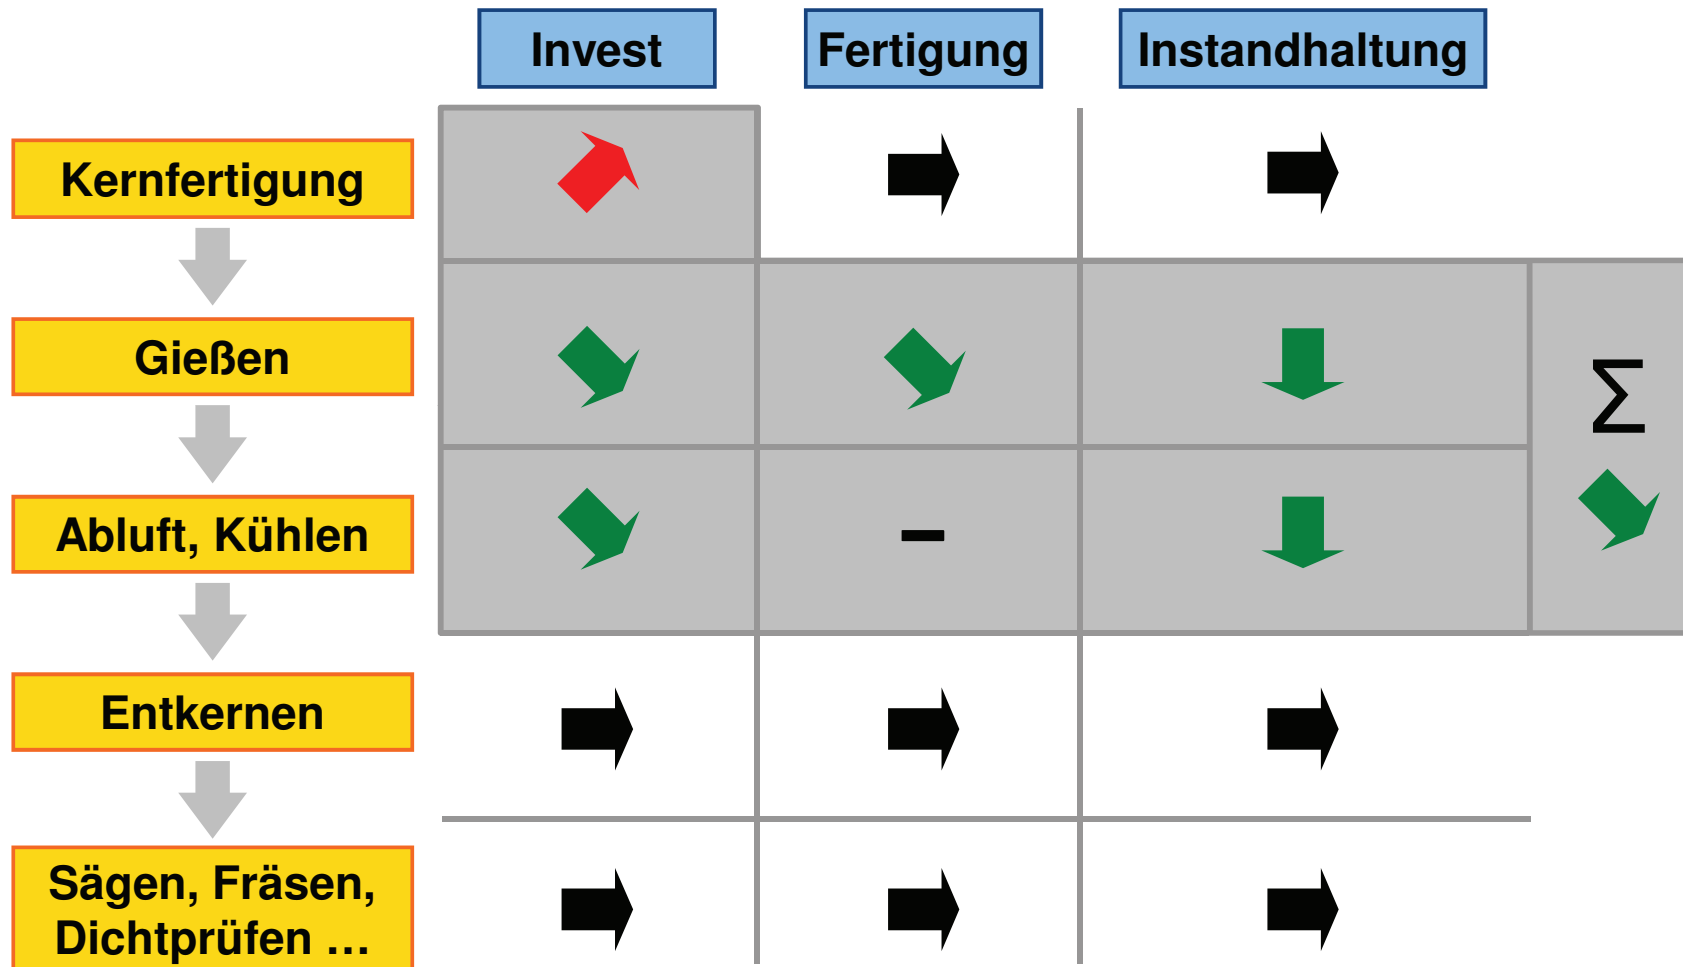 Invest
Fertigung
Instandhaltung
Kernfertigung
Gießen
Σ
Abluft, Kühlen
–
Entkernen
Sägen, Fräsen,
Dichtprüfen ...